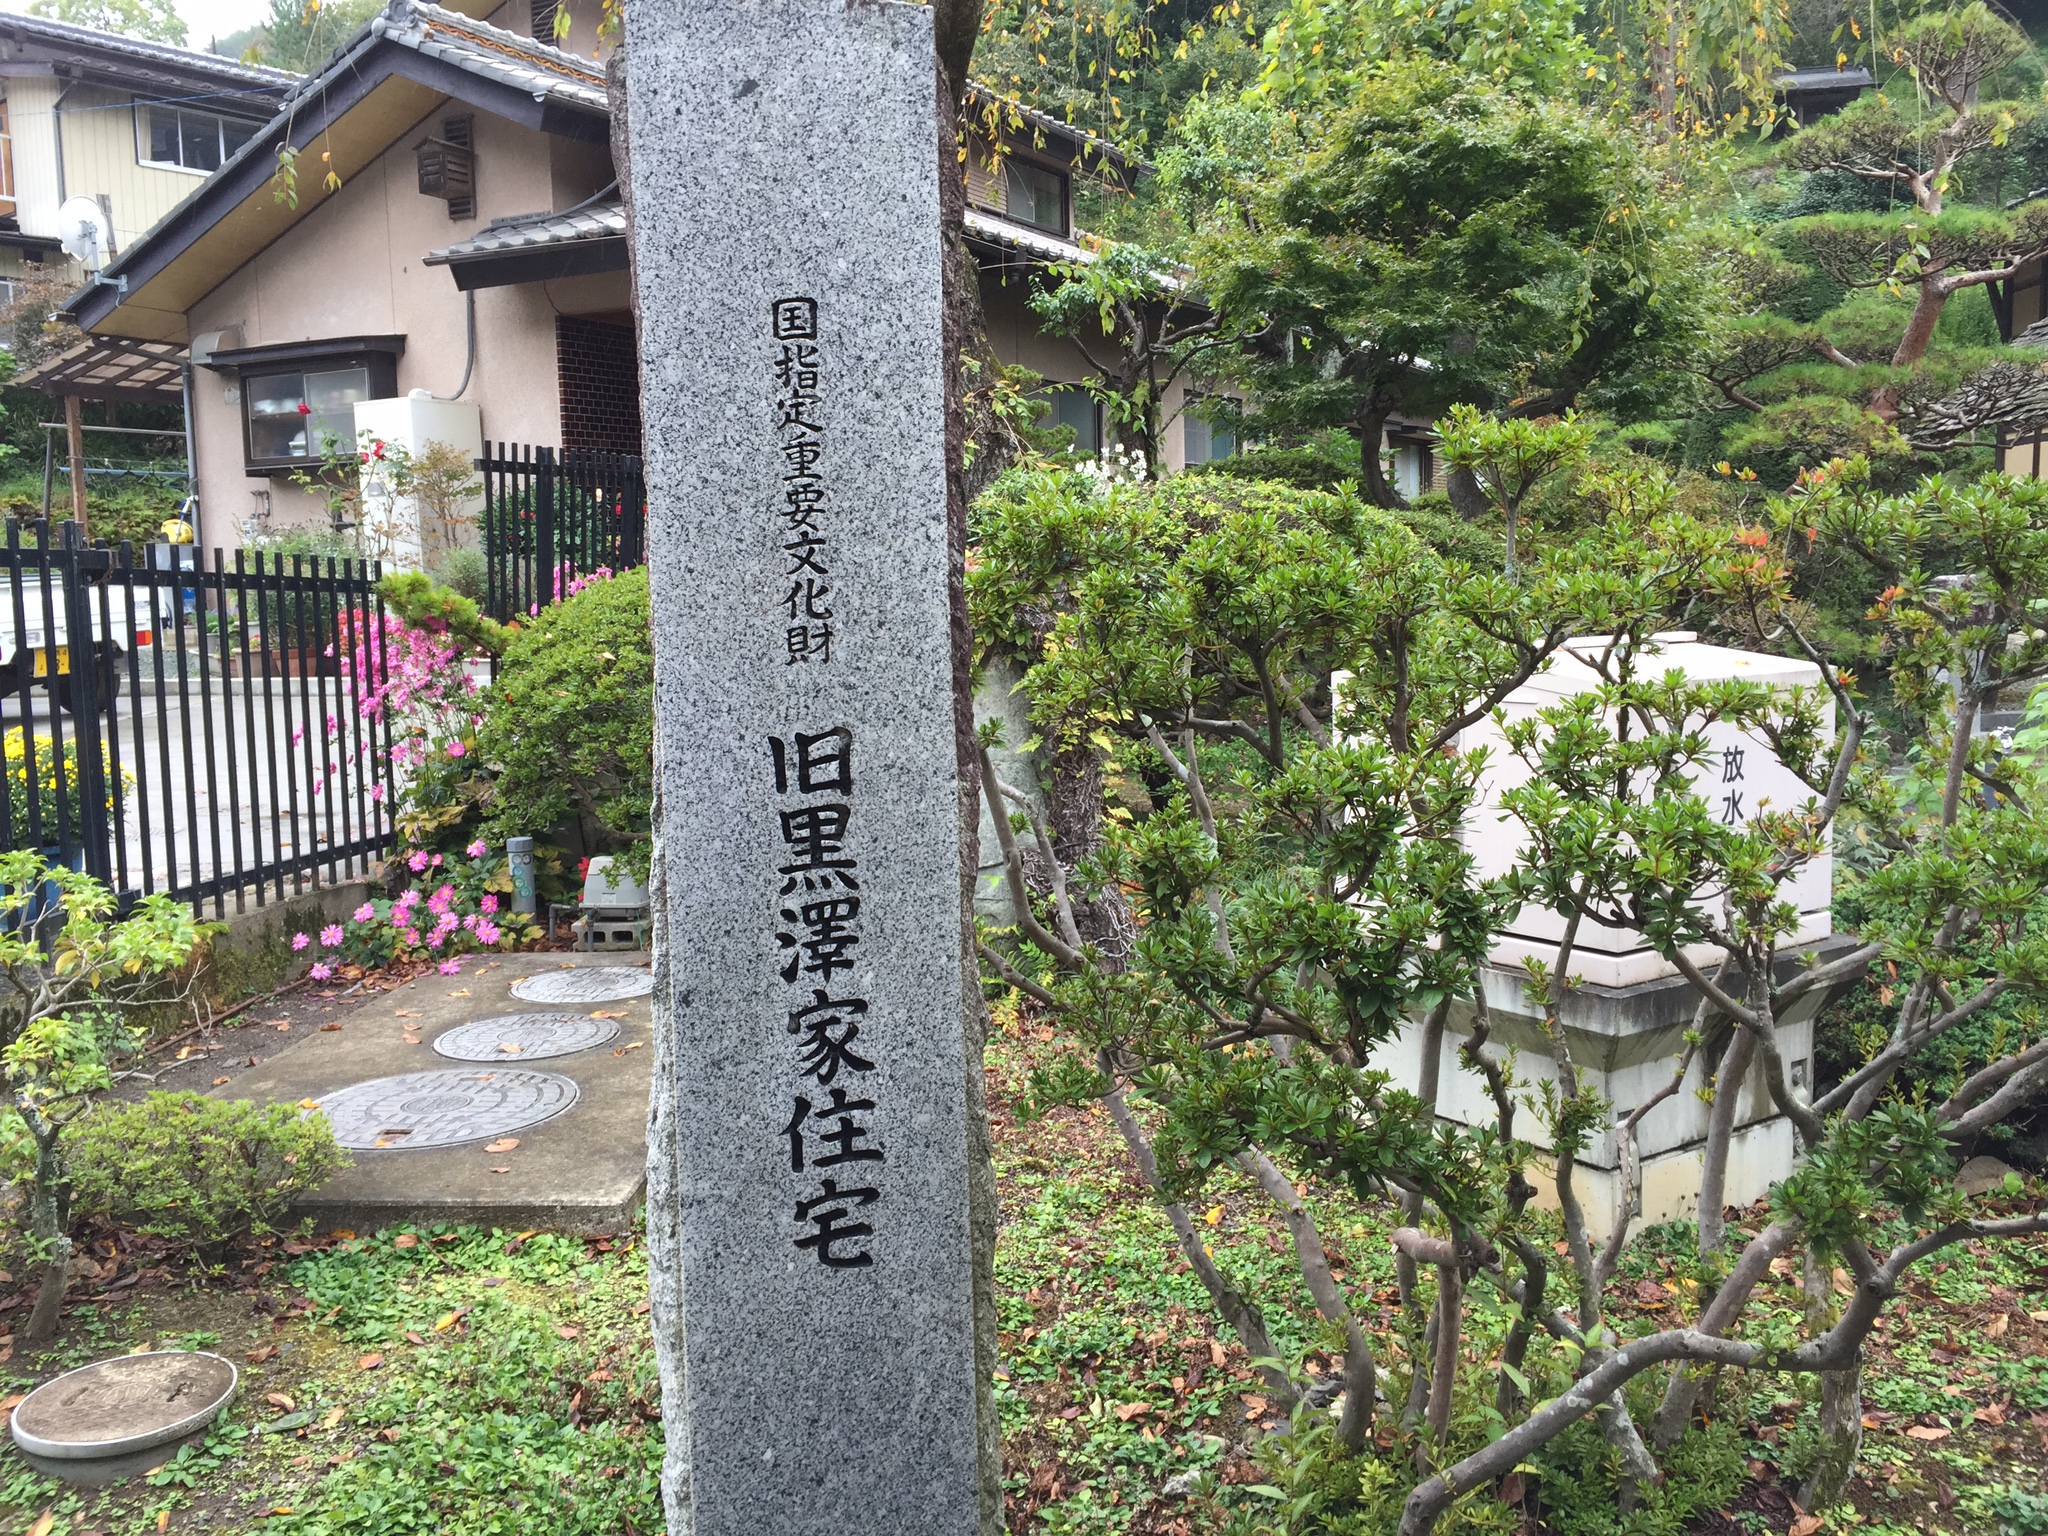 国指定重要文化財
旧黒澤家住宅
放水